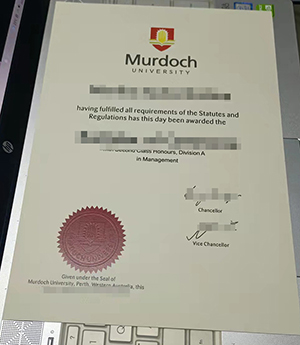 Murdoch
UNIVERSITY
having fulfilled all requirements of the Statutes and
Regulations has this day been awarded the
Second Class Honours, Division A
in Management
Chancellor
Vice Chancellor
Given under the Seal of
Murdoch University, Perth, Western Australia, this